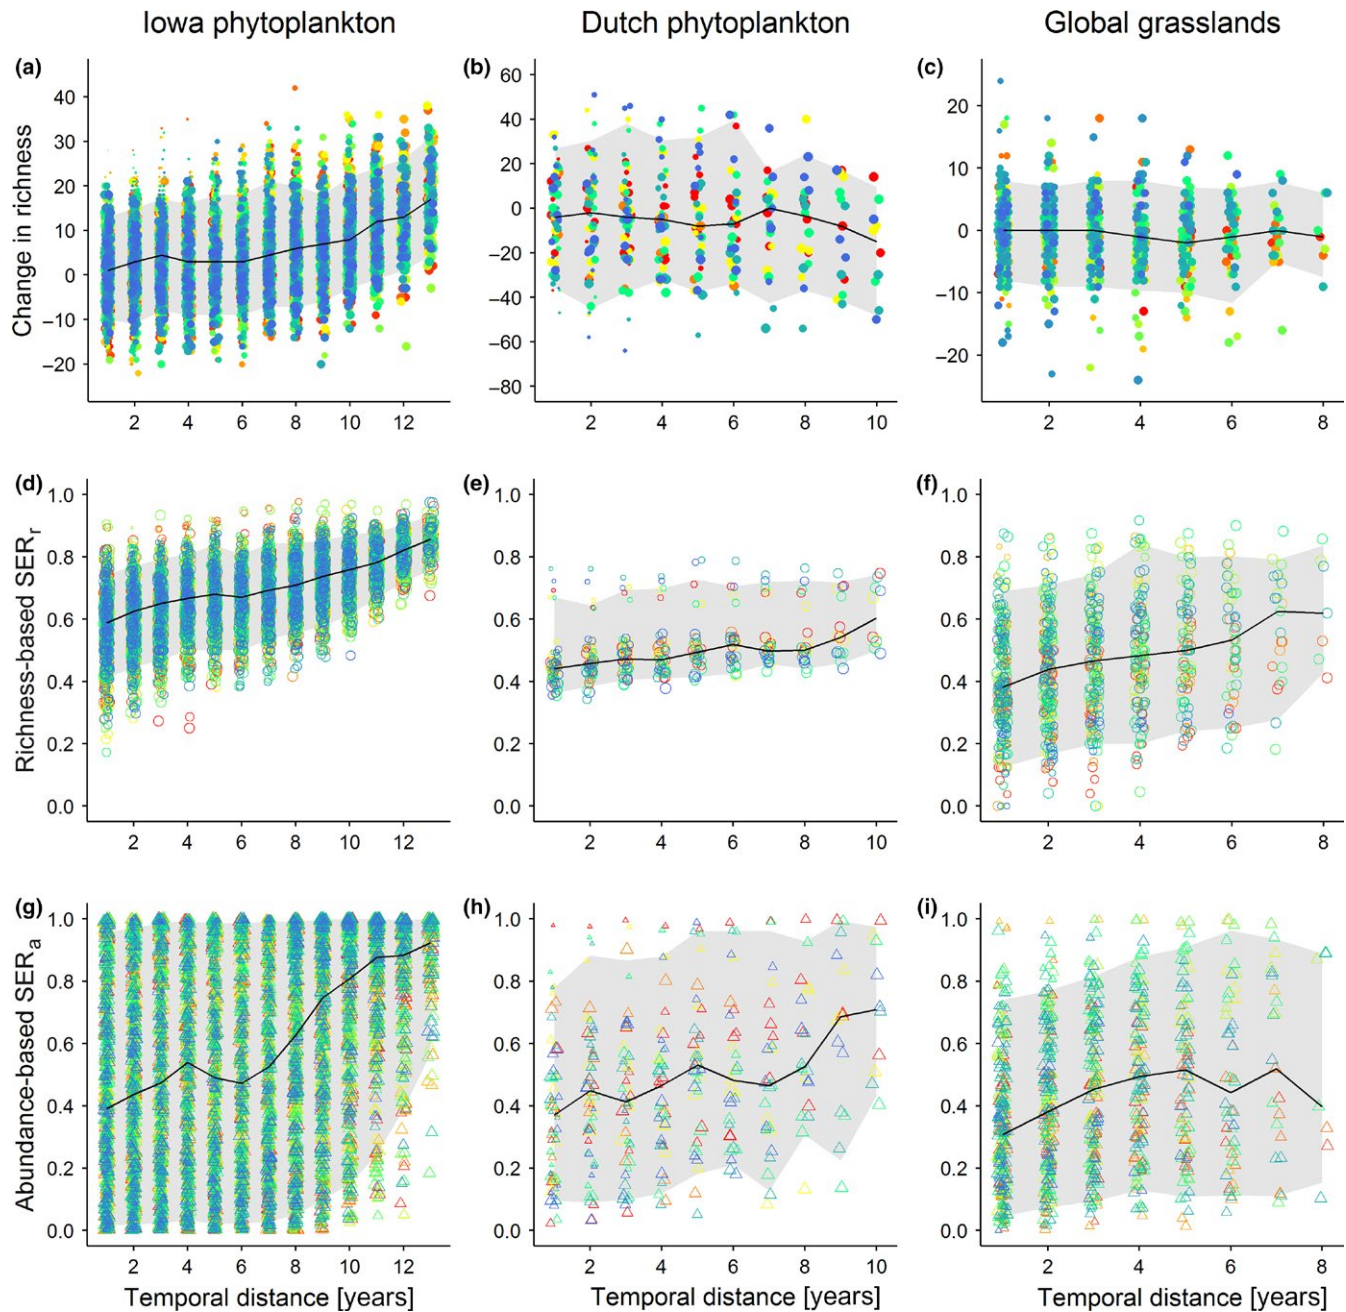 Iowa phytoplankton Dutch phytoplankton Global grasslands
(a) (b) (c)
Change in richness
40 30 20 10 0 −10 −20
60 40 20 0 −20 −40 −60 −80
20 10 0 −10 −20
2 4 6 8 10 12 2 4 6 8 10 2 4 6 8
(d) (e) (f)
Richness-based SERr
1.0 0.8 0.6 0.4 0.2 0.0
1.0 0.8 0.6 0.4 0.2 0.0
1.0 0.8 0.6 0.4 0.2 0.0
2 4 6 8 10 12 2 4 6 8 10 2 4 6 8
(g) (h) (i)
Abundance-based SERa
1.0 0.8 0.6 0.4 0.2 0.0
1.0 0.8 0.6 0.4 0.2 0.0
1.0 0.8 0.6 0.4 0.2 0.0
2 4 6 8 10 12 2 4 6 8 10 2 4 6 8
Temporal distance [years] Temporal distance [years] Temporal distance [years]